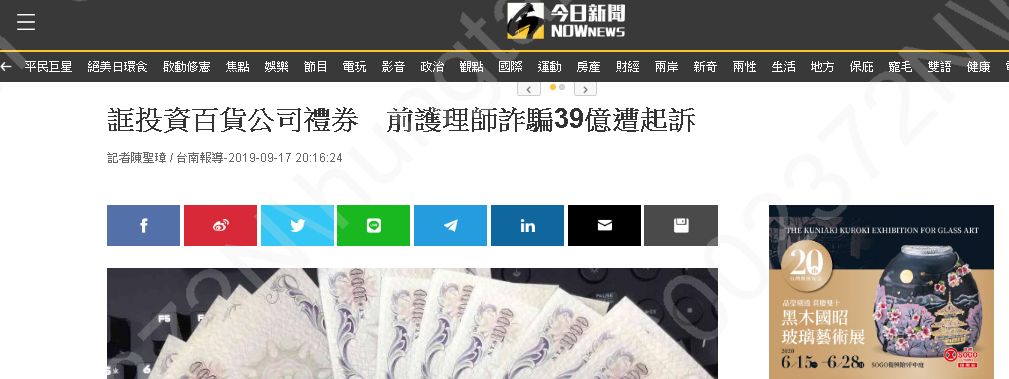 今日新聞
NOWNEWS
平民巨星 絕美日環食 啟動修憲 焦點 娛樂 節目 電玩 影音 政治 觀點 國際 運動 房產 財經 兩岸 新奇 兩性 生活 地方 保庇 寵毛 雙語 健康
誆投資百貨公司禮券　前護理師詐騙39億遭起訴
記者陳聖璋 / 台南報導-2019-09-17 20:16:24
THE KUNIAKI KUROKI EXHIBITION FOR GLASS ART
20
黑木國昭
玻璃藝術展
2020
6/15 -6/28
SOGO
F5
1000